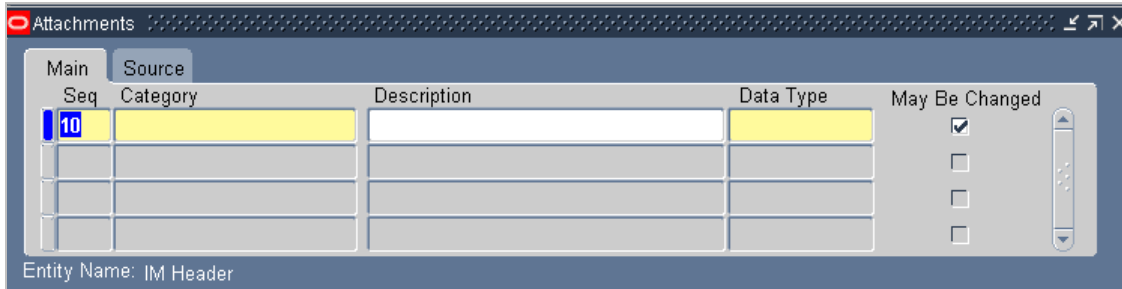 Attachments
Main Source
Seq Category Description Data Type May Be Changed
10
Entity Name: IM Header